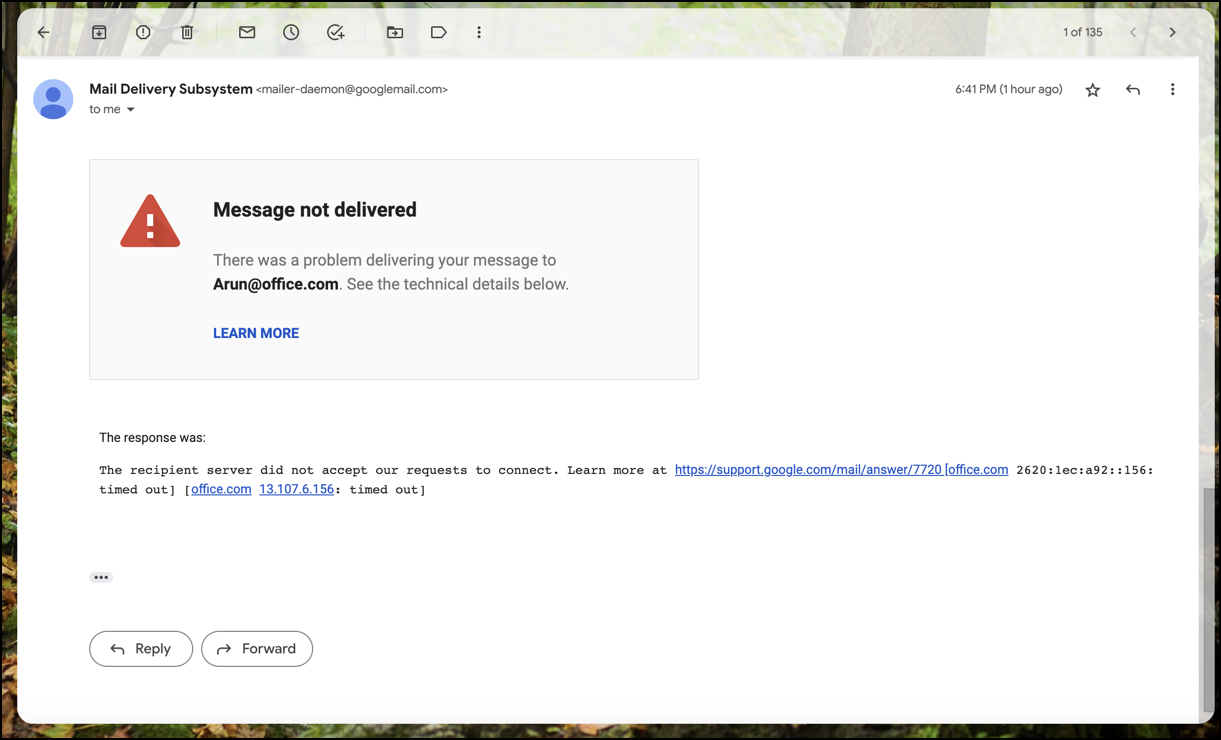 1 of 135
Mail Delivery Subsystem <mailer-daemon@googlemail.com>
6:41 PM (1 hour ago)
to me
Message not delivered
There was a problem delivering your message to
Arun@office.com. See the technical details below.
LEARN MORE
The response was:
The recipient server did not accept our requests to connect. Learn more at https://support.google.com/mail/answer/7720 [office.com 2620:1ec:a92::156:
timed out] [office.com 13.107.6.156: timed out]
Reply
Forward